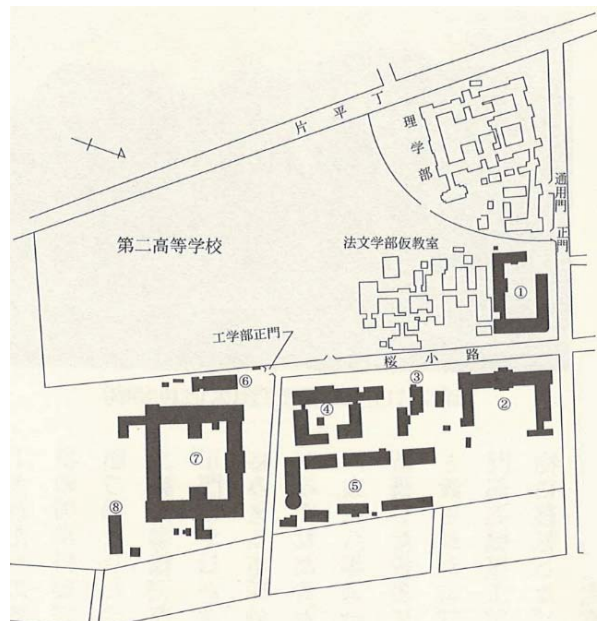 片平丁
理学部
通用門
正門
法文学部仮教室
第二高等学校
①
工学部正門
桜小路
③
②
⑥
④
⑦
⑤
⑧